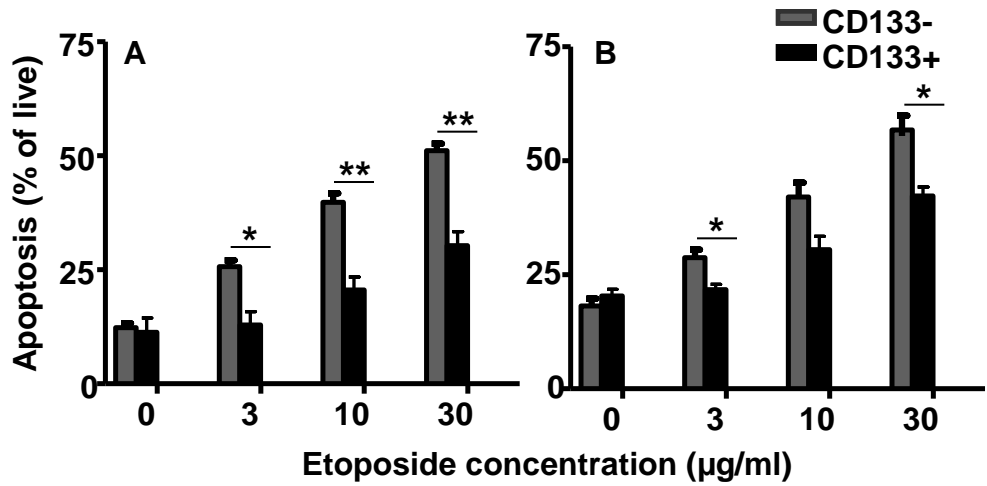 CD133-
CD133+
A
B
Apoptosis (% of live)
75
50
25
0
75
50
25
0
*
**
**
*
*
0 3 10 30
0 3 10 30
Etoposide concentration (µg/ml)